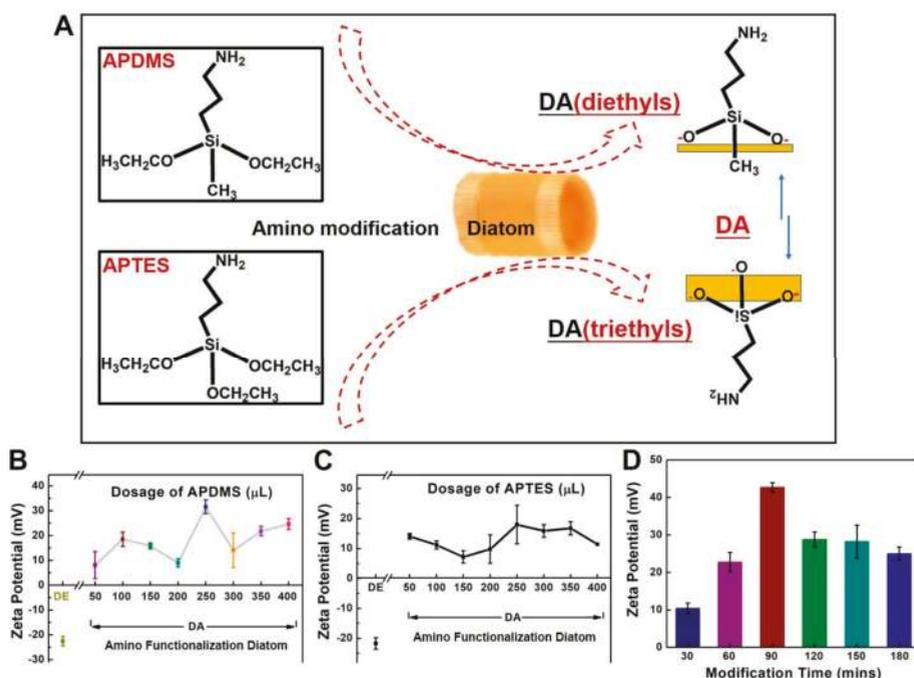 A
APDMS
NH2
Si
H3CH2CO
OCH2CH3
CH3
APTES
NH2
Si
H3CH2CO
OCH2CH3
OCH2CH3
Amino modification
Diatom
DA(diethyls)
NH2
Si
-O
O-
CH3
DA
DA(triethyls)
-O
-O
O-
Si
NH2
B
Zeta Potential (mV)
40
30
20
10
0
-10
-20
-30
Dosage of APDMS (μL)
DE
50 100 150 200 250 300 350 400
DA
Amino Functionalization Diatom
C
Zeta Potential (mV)
30
20
10
0
-10
-20
Dosage of APTES (μL)
DE
50 100 150 200 250 300 350 400
DA
Amino Functionalization Diatom
D
Zeta Potential (mV)
50
40
30
20
10
0
30 60 90 120 150 180
Modification Time (mins)